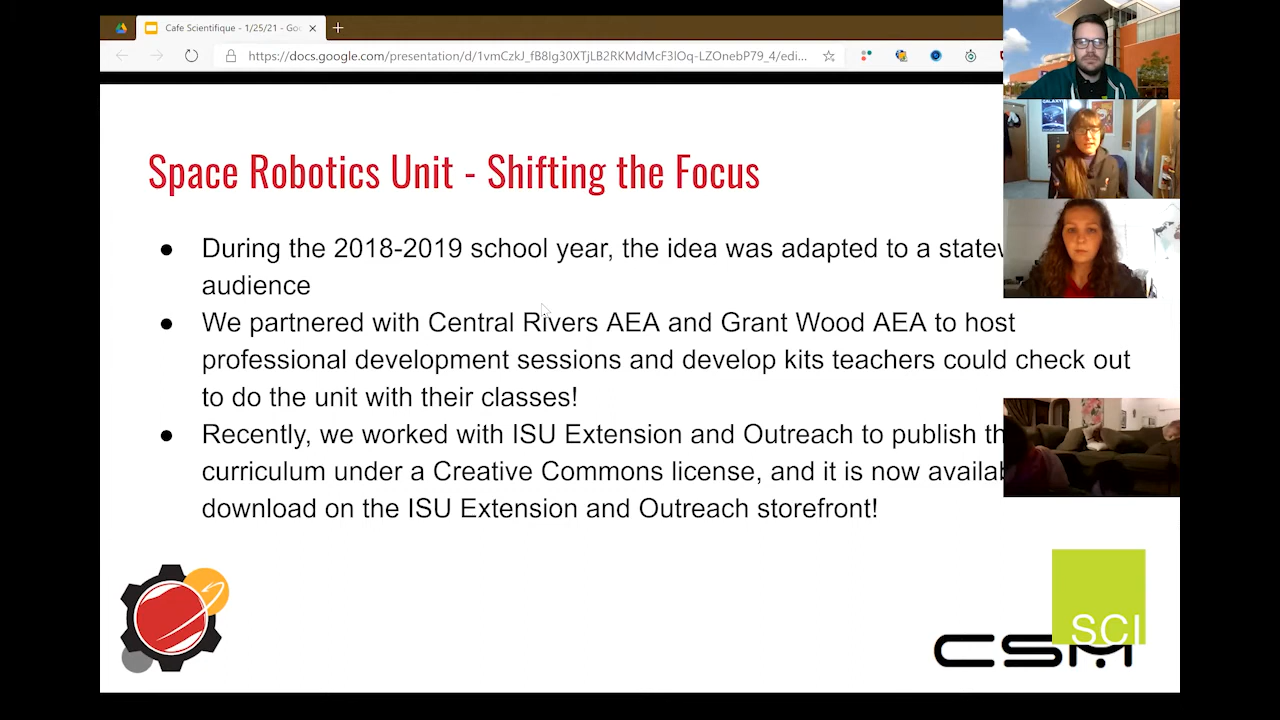 Cafe Scientifique - 1/25/21 - Goo
https://docs.google.com/presentation/d/1vmCzkJ_fB8Ig30XTjLB2RKMdMcF3lOq-LZOnebP79_4/edi...
Space Robotics Unit - Shifting the Focus
● During the 2018-2019 school year, the idea was adapted to a
audience
● We partnered with Central Rivers AEA and Grant Wood AEA to host
professional development sessions and develop kits teachers could check out
to do the unit with their classes!
● Recently, we worked with ISU Extension and Outreach to publish
curriculum under a Creative Commons license, and it is now
download on the ISU Extension and Outreach storefront!
SCI
CSM